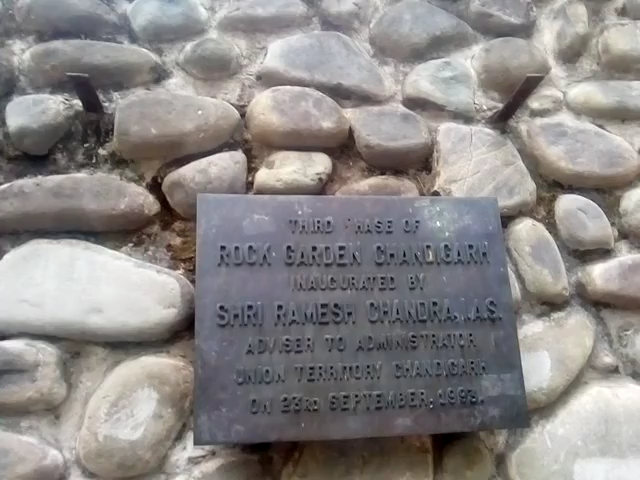 THIRD PHASE OF
ROCK GARDEN CHANDIGARH
INAUGURATED BY
SHRI RAMESH CHANDRA, I.A.S.
ADVISER TO ADMINISTRATOR
UNION TERRITORY CHANDIGARH
ON 23RD SEPTEMBER, 1993.